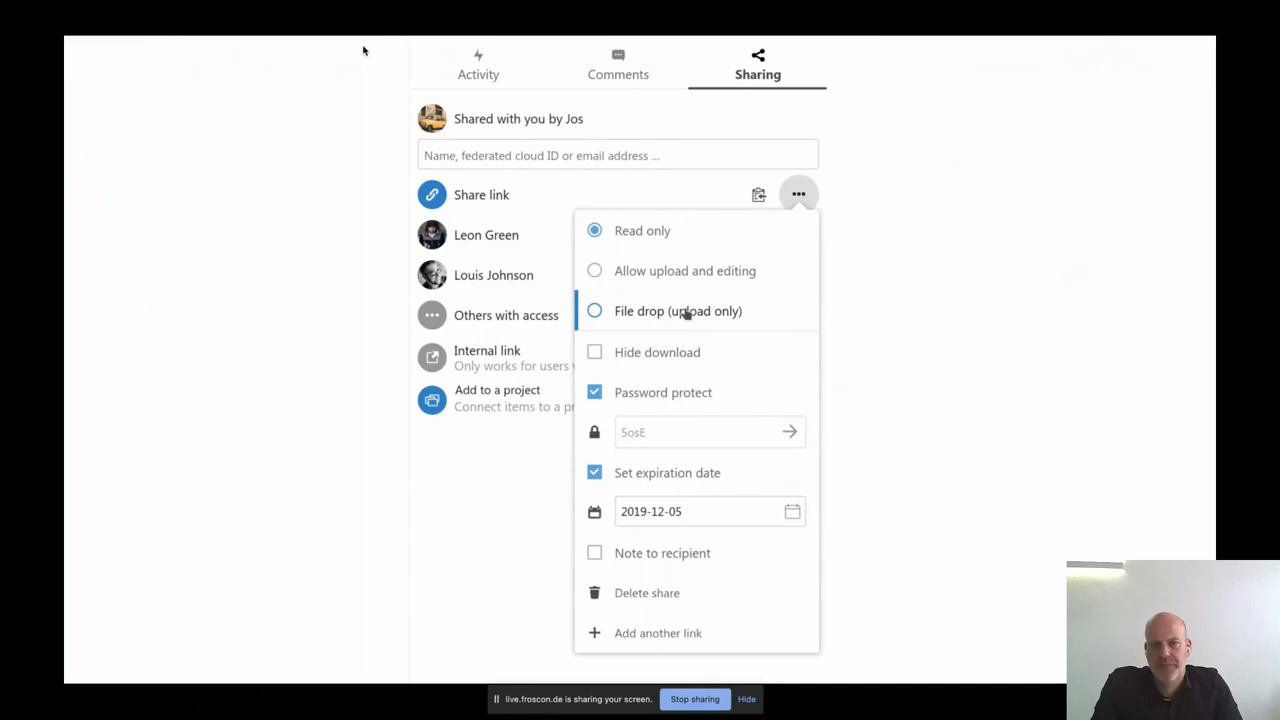 Activity
Comments
Sharing
Shared with you by Jos
Name, federated cloud ID or email address ...
Share link
Read only
Leon Green
Allow upload and editing
Louis Johnson
File drop (upload only)
Others with access
Internal link
Hide download
Only works for users
Add to a project
Password protect
Connect items to a pr
5osE
Set expiration date
2019-12-05
Note to recipient
Delete share
Add another link
live.froscon.de is sharing your screen.
Stop sharing
Hide